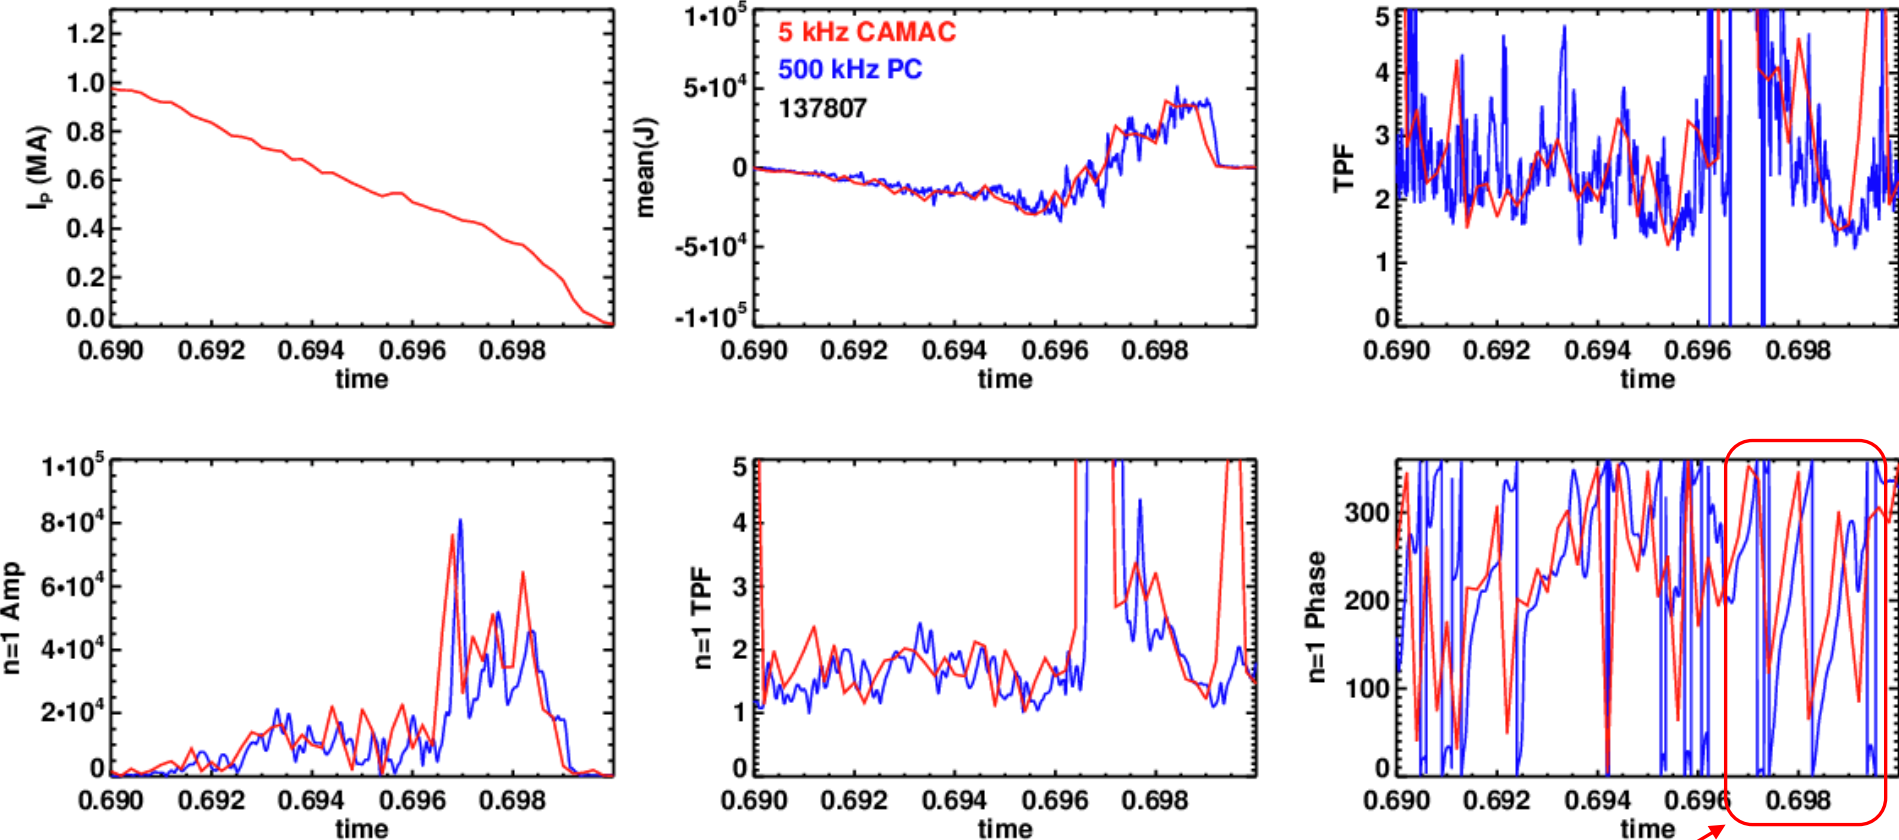 I_P (MA)
1.2
1.0
0.8
0.6
0.4
0.2
0.0
0.690 0.692 0.694 0.696 0.698
time
mean(J)
1•10^5
5•10^4
0
-5•10^4
-1•10^5
5 kHz CAMAC
500 kHz PC
137807
0.690 0.692 0.694 0.696 0.698
time
TPF
5
4
3
2
1
0
0.690 0.692 0.694 0.696 0.698
time
n=1 Amp
1•10^5
8•10^4
6•10^4
4•10^4
2•10^4
0
0.690 0.692 0.694 0.696 0.698
time
n=1 TPF
5
4
3
2
1
0
0.690 0.692 0.694 0.696 0.698
time
n=1 Phase
300
200
100
0
0.690 0.692 0.694 0.696 0.698
time